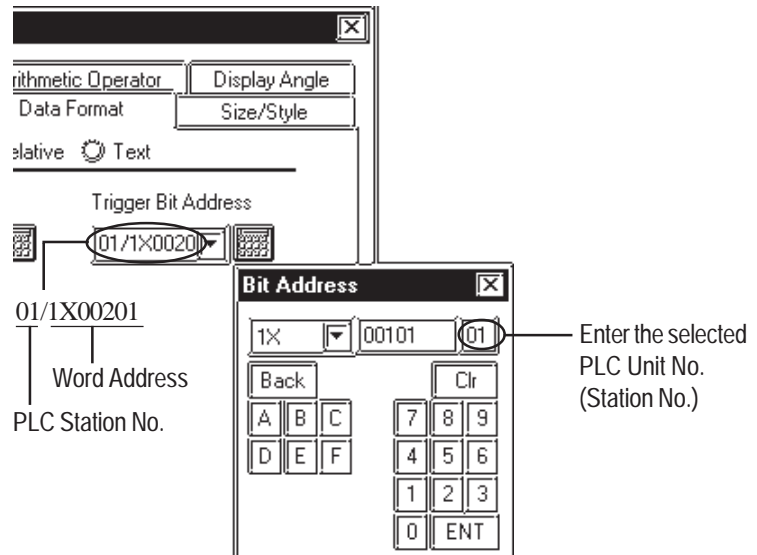 rithmetic Operator Display Angle
Data Format Size/Style
elative Text
Trigger Bit Address
01/1X0020
01/1X00201
Word Address
PLC Station No.
Bit Address
1X 00101 01
Enter the selected
PLC Unit No.
(Station No.)
Back Clr
A B C 7 8 9
D E F 4 5 6
1 2 3
0 ENT